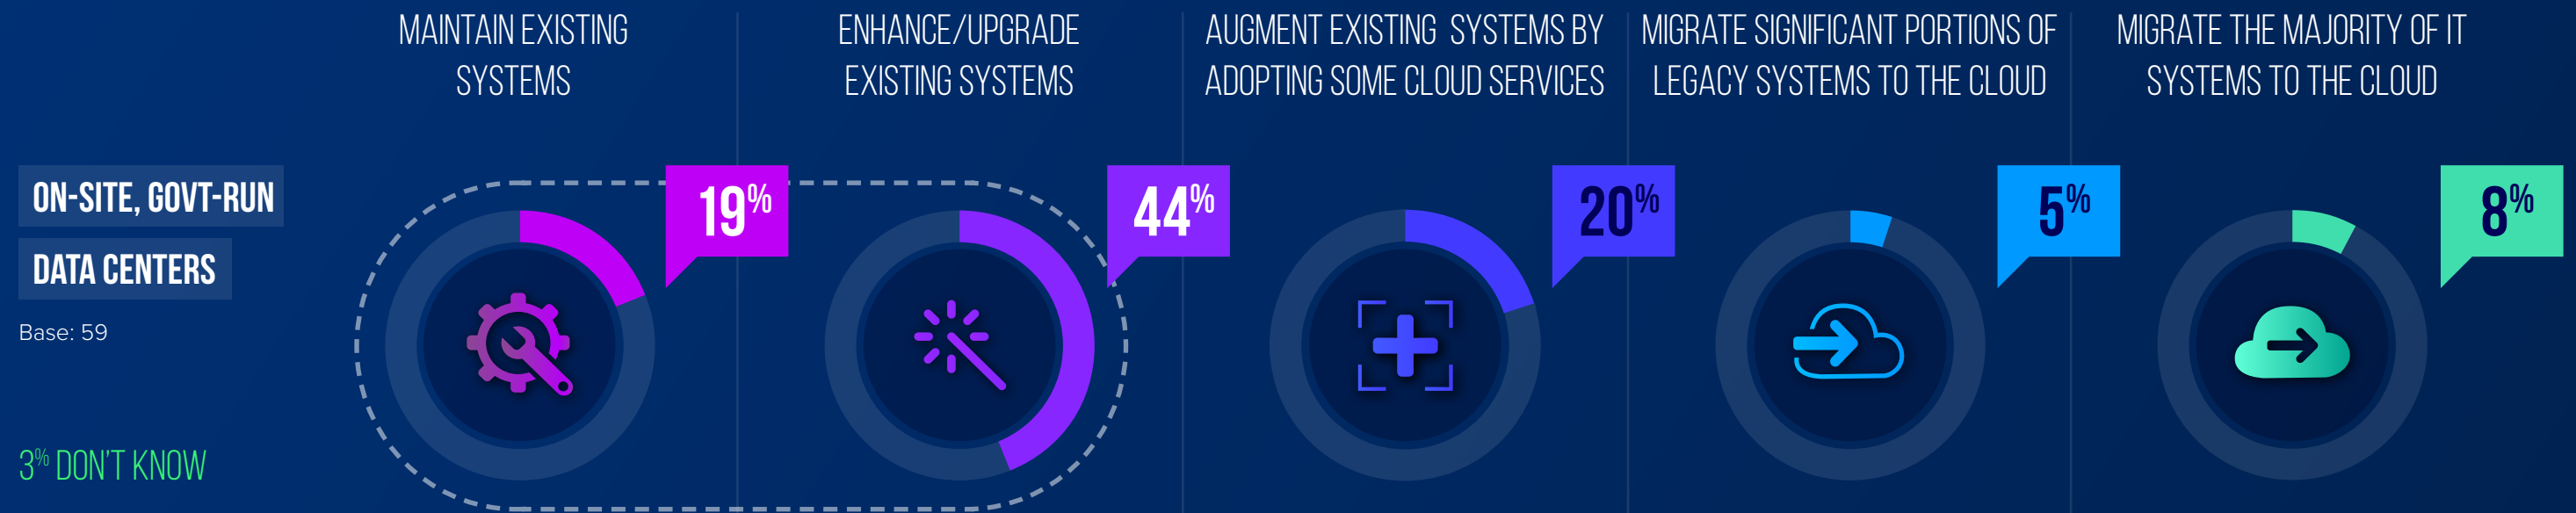 MAINTAIN EXISTING
SYSTEMS
ENHANCE/UPGRADE
EXISTING SYSTEMS
AUGMENT EXISTING SYSTEMS BY
ADOPTING SOME CLOUD SERVICES
MIGRATE SIGNIFICANT PORTIONS OF
LEGACY SYSTEMS TO THE CLOUD
MIGRATE THE MAJORITY OF IT
SYSTEMS TO THE CLOUD
ON-SITE, GOVT-RUN
DATA CENTERS
Base: 59
3% DON'T KNOW
19%
44%
20%
5%
8%